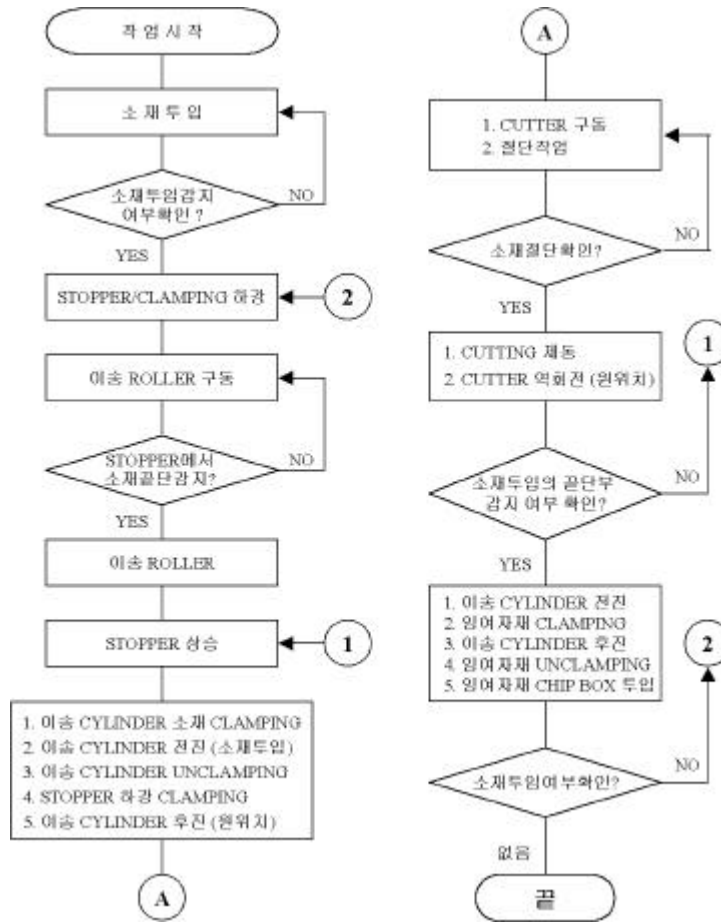 작 업 시 작
소 재 투 입
소재투입감지
여부확인 ?
NO
YES
STOPPER/CLAMPING 하강
2
이송 ROLLER 구동
STOPPER에서
소재끝단감지?
NO
YES
이송 ROLLER
STOPPER 상승
1
1. 이송 CYLINDER 소재 CLAMPING
2. 이송 CYLINDER 전진 (소재투입)
3. 이송 CYLINDER UNCLAMPING
4. STOPPER 하강 CLAMPING
5. 이송 CYLINDER 후진 (원위치)
A
A
1. CUTTER 구동
2. 절단작업
소재절단확인?
NO
YES
1. CUTTING 제동
2. CUTTER 역회전 (원위치)
1
소재투입의 끝단부
감지 여부 확인?
NO
YES
1. 이송 CYLINDER 전진
2. 잉여자재 CLAMPING
3. 이송 CYLINDER 후진
4. 잉여자재 UNCLAMPING
5. 잉여자재 CHIP BOX 투입
2
소재투입여부확인?
NO
없음
끝